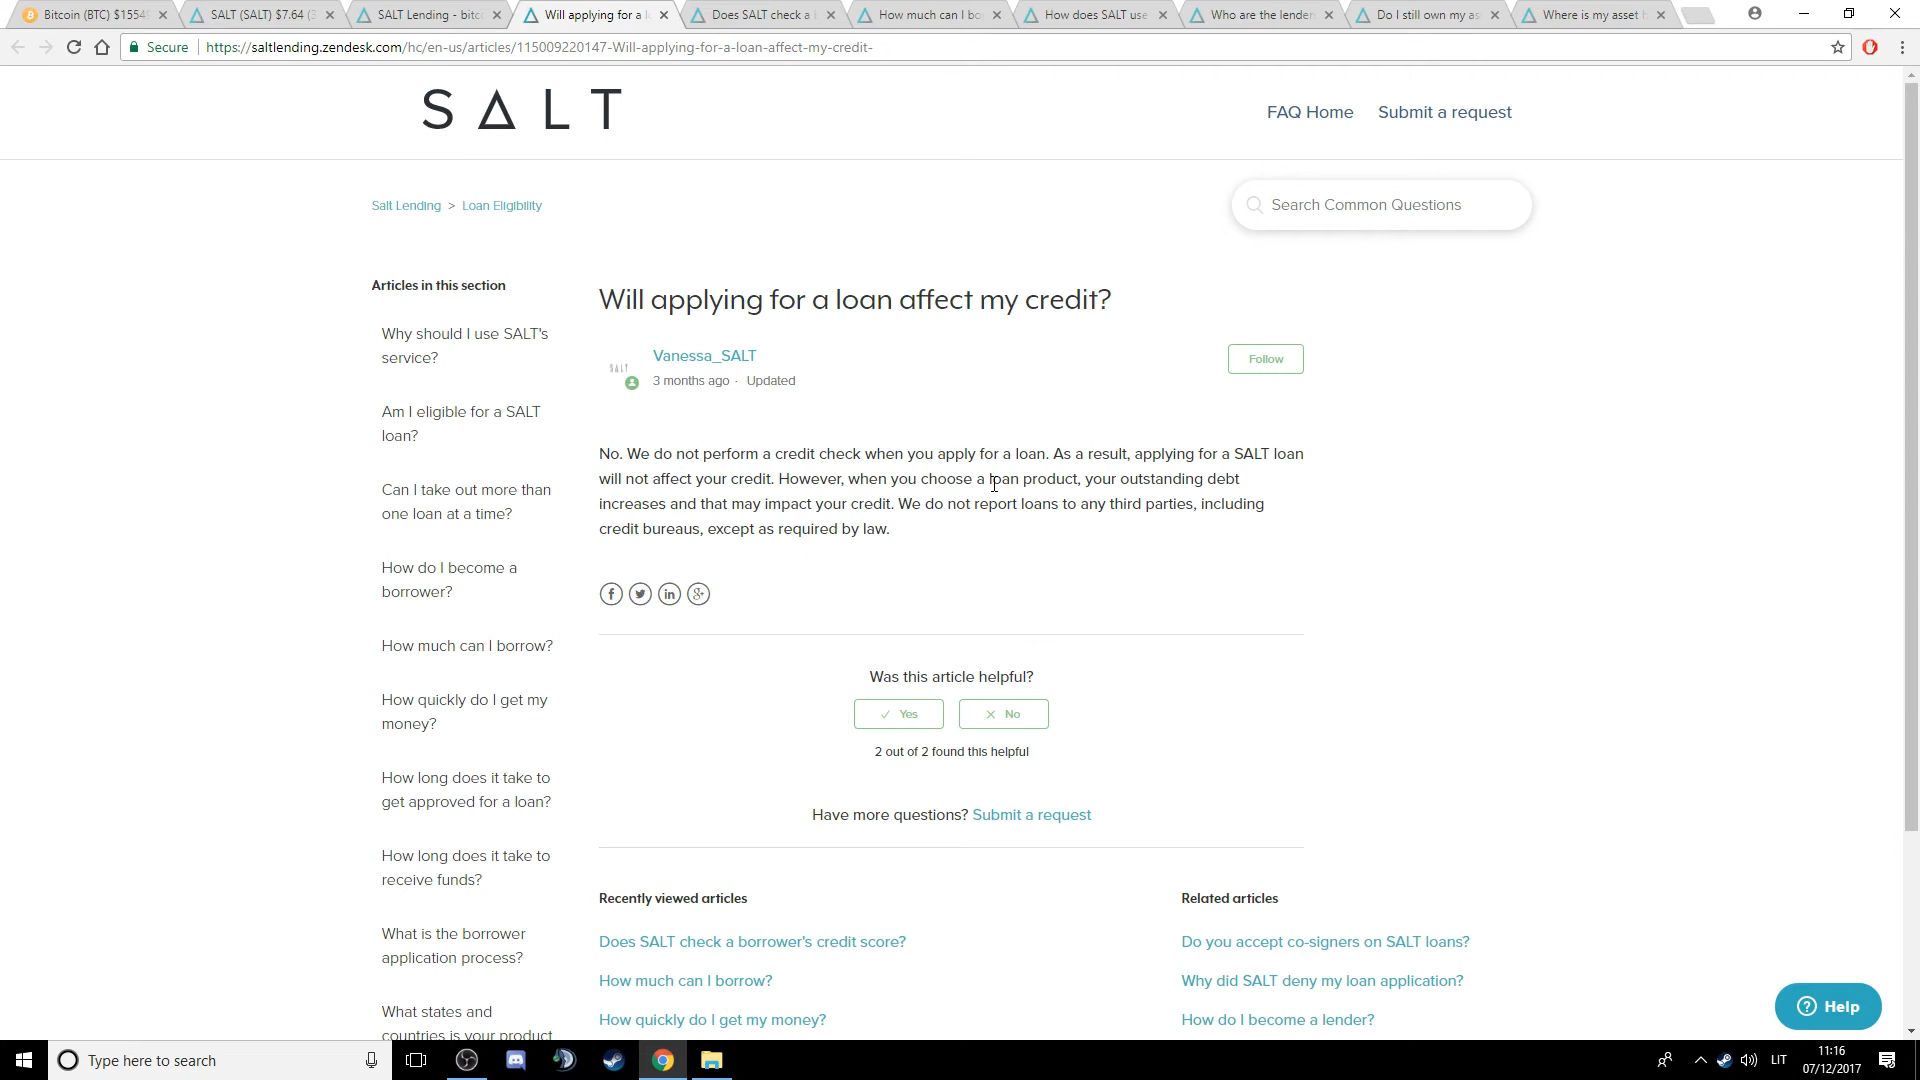 Bitcoin (BTC) $1554
SALT (SALT) $7.64 (
SALT Lending - bitc
Will applying for a l
Does SALT check a
How much can I bo
How does SALT use
Who are the lende
Do I still own my as
Where is my asset
Secure
https://saltlending.zendesk.com/hc/en-us/articles/115009220147-Will-applying-for-a-loan-affect-my-credit-
SALT
FAQ Home
Submit a request
Salt Lending > Loan Eligibility
Search Common Questions
Articles in this section
Why should I use SALT's
service?
Am I eligible for a SALT
loan?
Can I take out more than
one loan at a time?
How do I become a
borrower?
How much can I borrow?
How quickly do I get my
money?
How long does it take to
get approved for a loan?
How long does it take to
receive funds?
What is the borrower
application process?
What states and
countries is your product
Will applying for a loan affect my credit?
SALT
Vanessa_SALT
3 months ago · Updated
Follow
No. We do not perform a credit check when you apply for a loan. As a result, applying for a SALT loan
will not affect your credit. However, when you choose a loan product, your outstanding debt
increases and that may impact your credit. We do not report loans to any third parties, including
credit bureaus, except as required by law.
Was this article helpful?
Yes
No
2 out of 2 found this helpful
Have more questions? Submit a request
Recently viewed articles
Does SALT check a borrower's credit score?
How much can I borrow?
How quickly do I get my money?
Related articles
Do you accept co-signers on SALT loans?
Why did SALT deny my loan application?
How do I become a lender?
Help
Type here to search
LIT
11:16
07/12/2017